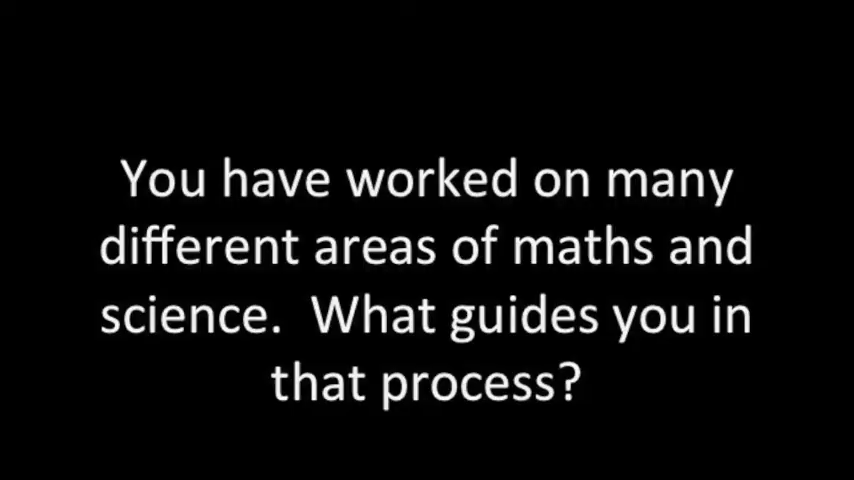 You have worked on many
different areas of maths and
science.  What guides you in
that process?